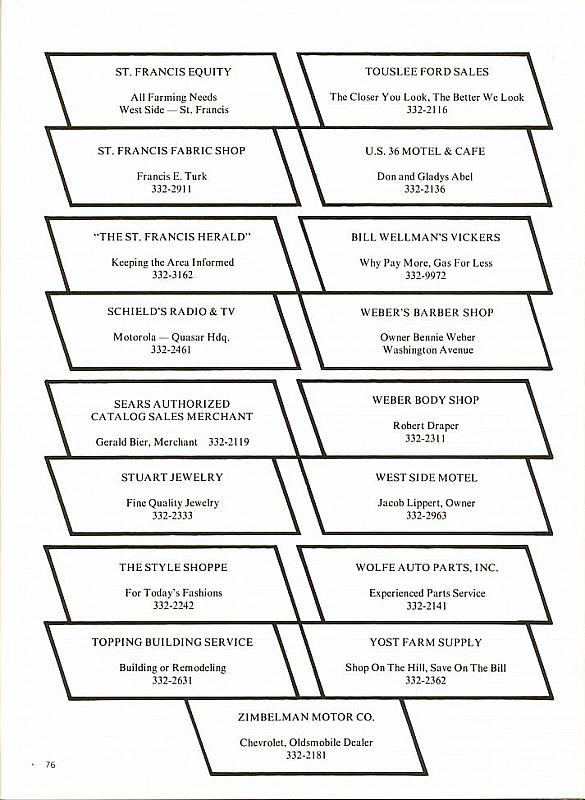 ST. FRANCIS EQUITY
All Farming Needs
West Side — St. Francis
TOUSLEE FORD SALES
The Closer You Look, The Better We Look
332-2116
ST. FRANCIS FABRIC SHOP
Francis E. Turk
332-2911
U.S. 36 MOTEL & CAFE
Don and Gladys Abel
332-2136
"THE ST. FRANCIS HERALD"
Keeping the Area Informed
332-3162
BILL WELLMAN'S VICKERS
Why Pay More, Gas For Less
332-9972
SCHIELD'S RADIO & TV
Motorola — Quasar Hdq.
332-2461
WEBER'S BARBER SHOP
Owner Bennie Weber
Washington Avenue
SEARS AUTHORIZED
CATALOG SALES MERCHANT
Gerald Bier, Merchant 332-2119
WEBER BODY SHOP
Robert Draper
332-2311
STUART JEWELRY
Fine Quality Jewelry
332-2333
WEST SIDE MOTEL
Jacob Lippert, Owner
332-2963
THE STYLE SHOPPE
For Today's Fashions
332-2242
WOLFE AUTO PARTS, INC.
Experienced Parts Service
332-2141
TOPPING BUILDING SERVICE
Building or Remodeling
332-2631
YOST FARM SUPPLY
Shop On The Hill, Save On The Bill
332-2362
ZIMBELMAN MOTOR CO.
Chevrolet, Oldsmobile Dealer
332-2181
76